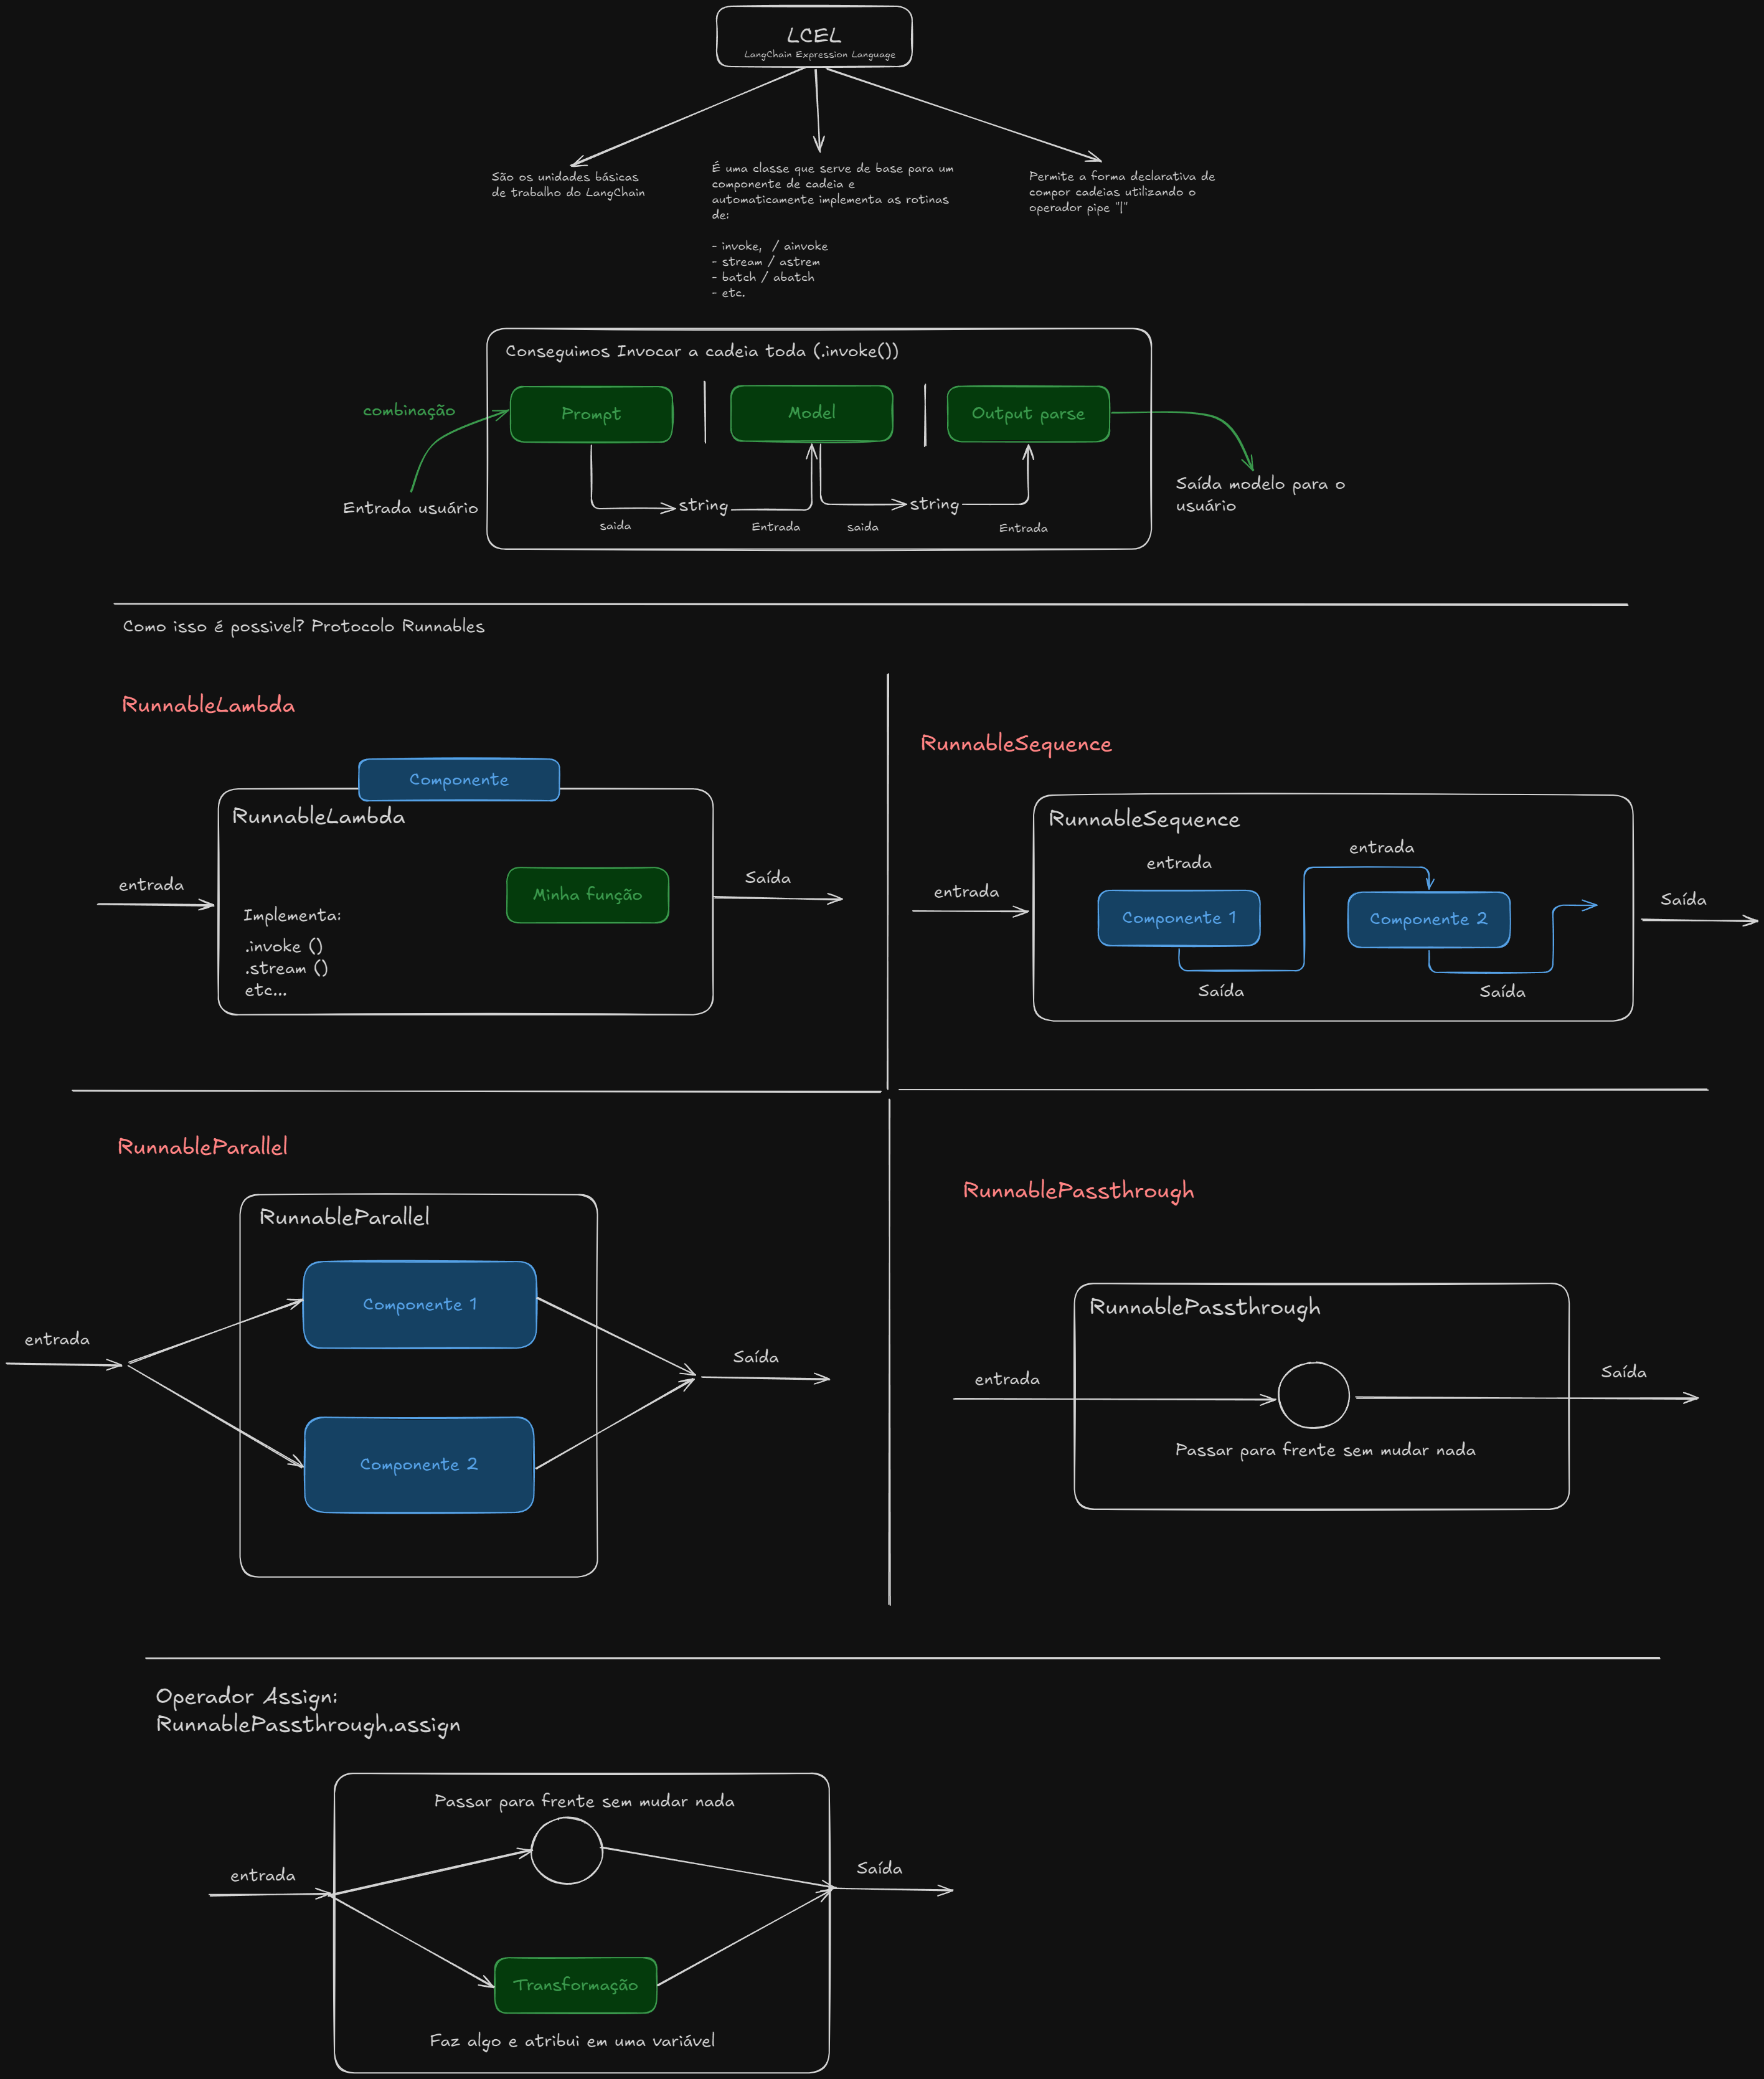 LCEL
LangChain Expression Language
São os unidades básicas
de trabalho do LangChain
É uma classe que serve de base para um
componente de cadeia e
automaticamente implementa as rotinas
de:
- invoke,  / ainvoke
- stream / astrem
- batch / abatch
- etc.
Permite a forma declarativa de
compor cadeias utilizando o
operador pipe "|"
Conseguimos Invocar a cadeia toda (.invoke())
combinação
Prompt
Model
Output parse
Entrada usuário
string
string
saida
Entrada
saida
Entrada
Saída modelo para o
usuário
Como isso é possivel? Protocolo Runnables
RunnableLambda
Componente
RunnableLambda
entrada
Minha função
Saída
Implementa:
.invoke ()
.stream ()
etc...
RunnableSequence
RunnableSequence
entrada
entrada
entrada
Componente 1
Componente 2
Saída
Saída
Saída
RunnableParallel
RunnableParallel
Componente 1
entrada
Saída
Componente 2
RunnablePassthrough
RunnablePassthrough
entrada
Saída
Passar para frente sem mudar nada
Operador Assign:
RunnablePassthrough.assign
Passar para frente sem mudar nada
entrada
Saída
Transformação
Faz algo e atribui em uma variável